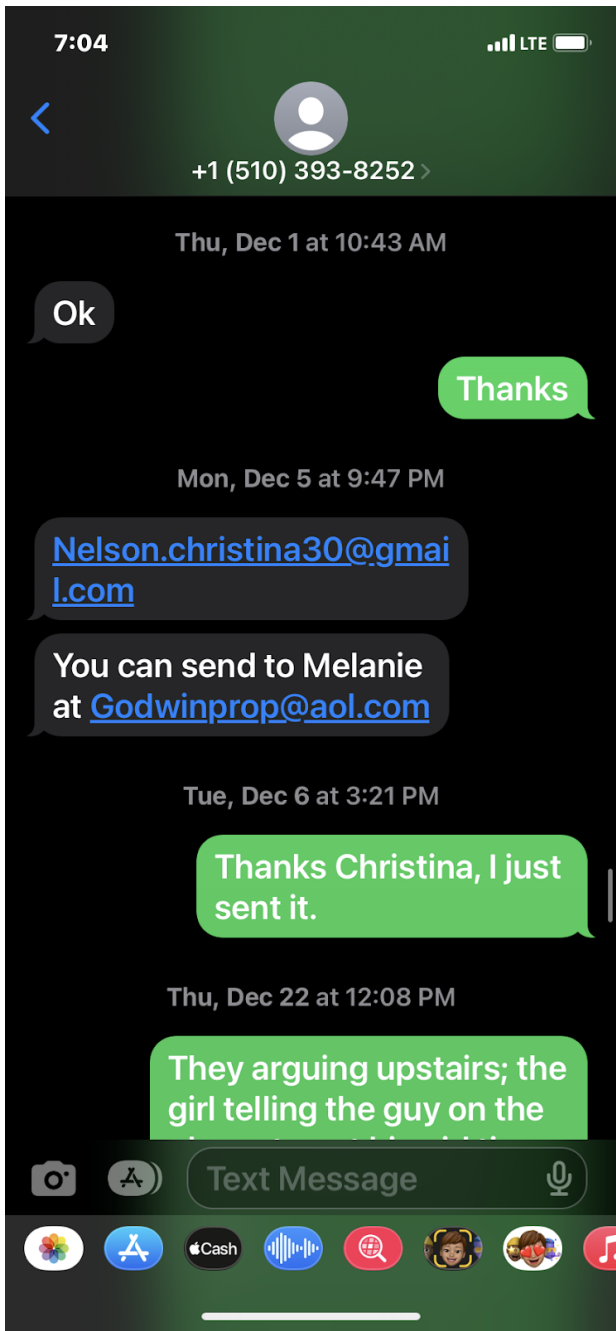 7:04
LTE
+1 (510) 393-8252
Thu, Dec 1 at 10:43 AM
Ok
Thanks
Mon, Dec 5 at 9:47 PM
Nelson.christina30@gmai
l.com
You can send to Melanie
at Godwinprop@aol.com
Tue, Dec 6 at 3:21 PM
Thanks Christina, I just
sent it.
Thu, Dec 22 at 12:08 PM
They arguing upstairs; the
girl telling the guy on the
Text Message
Cash